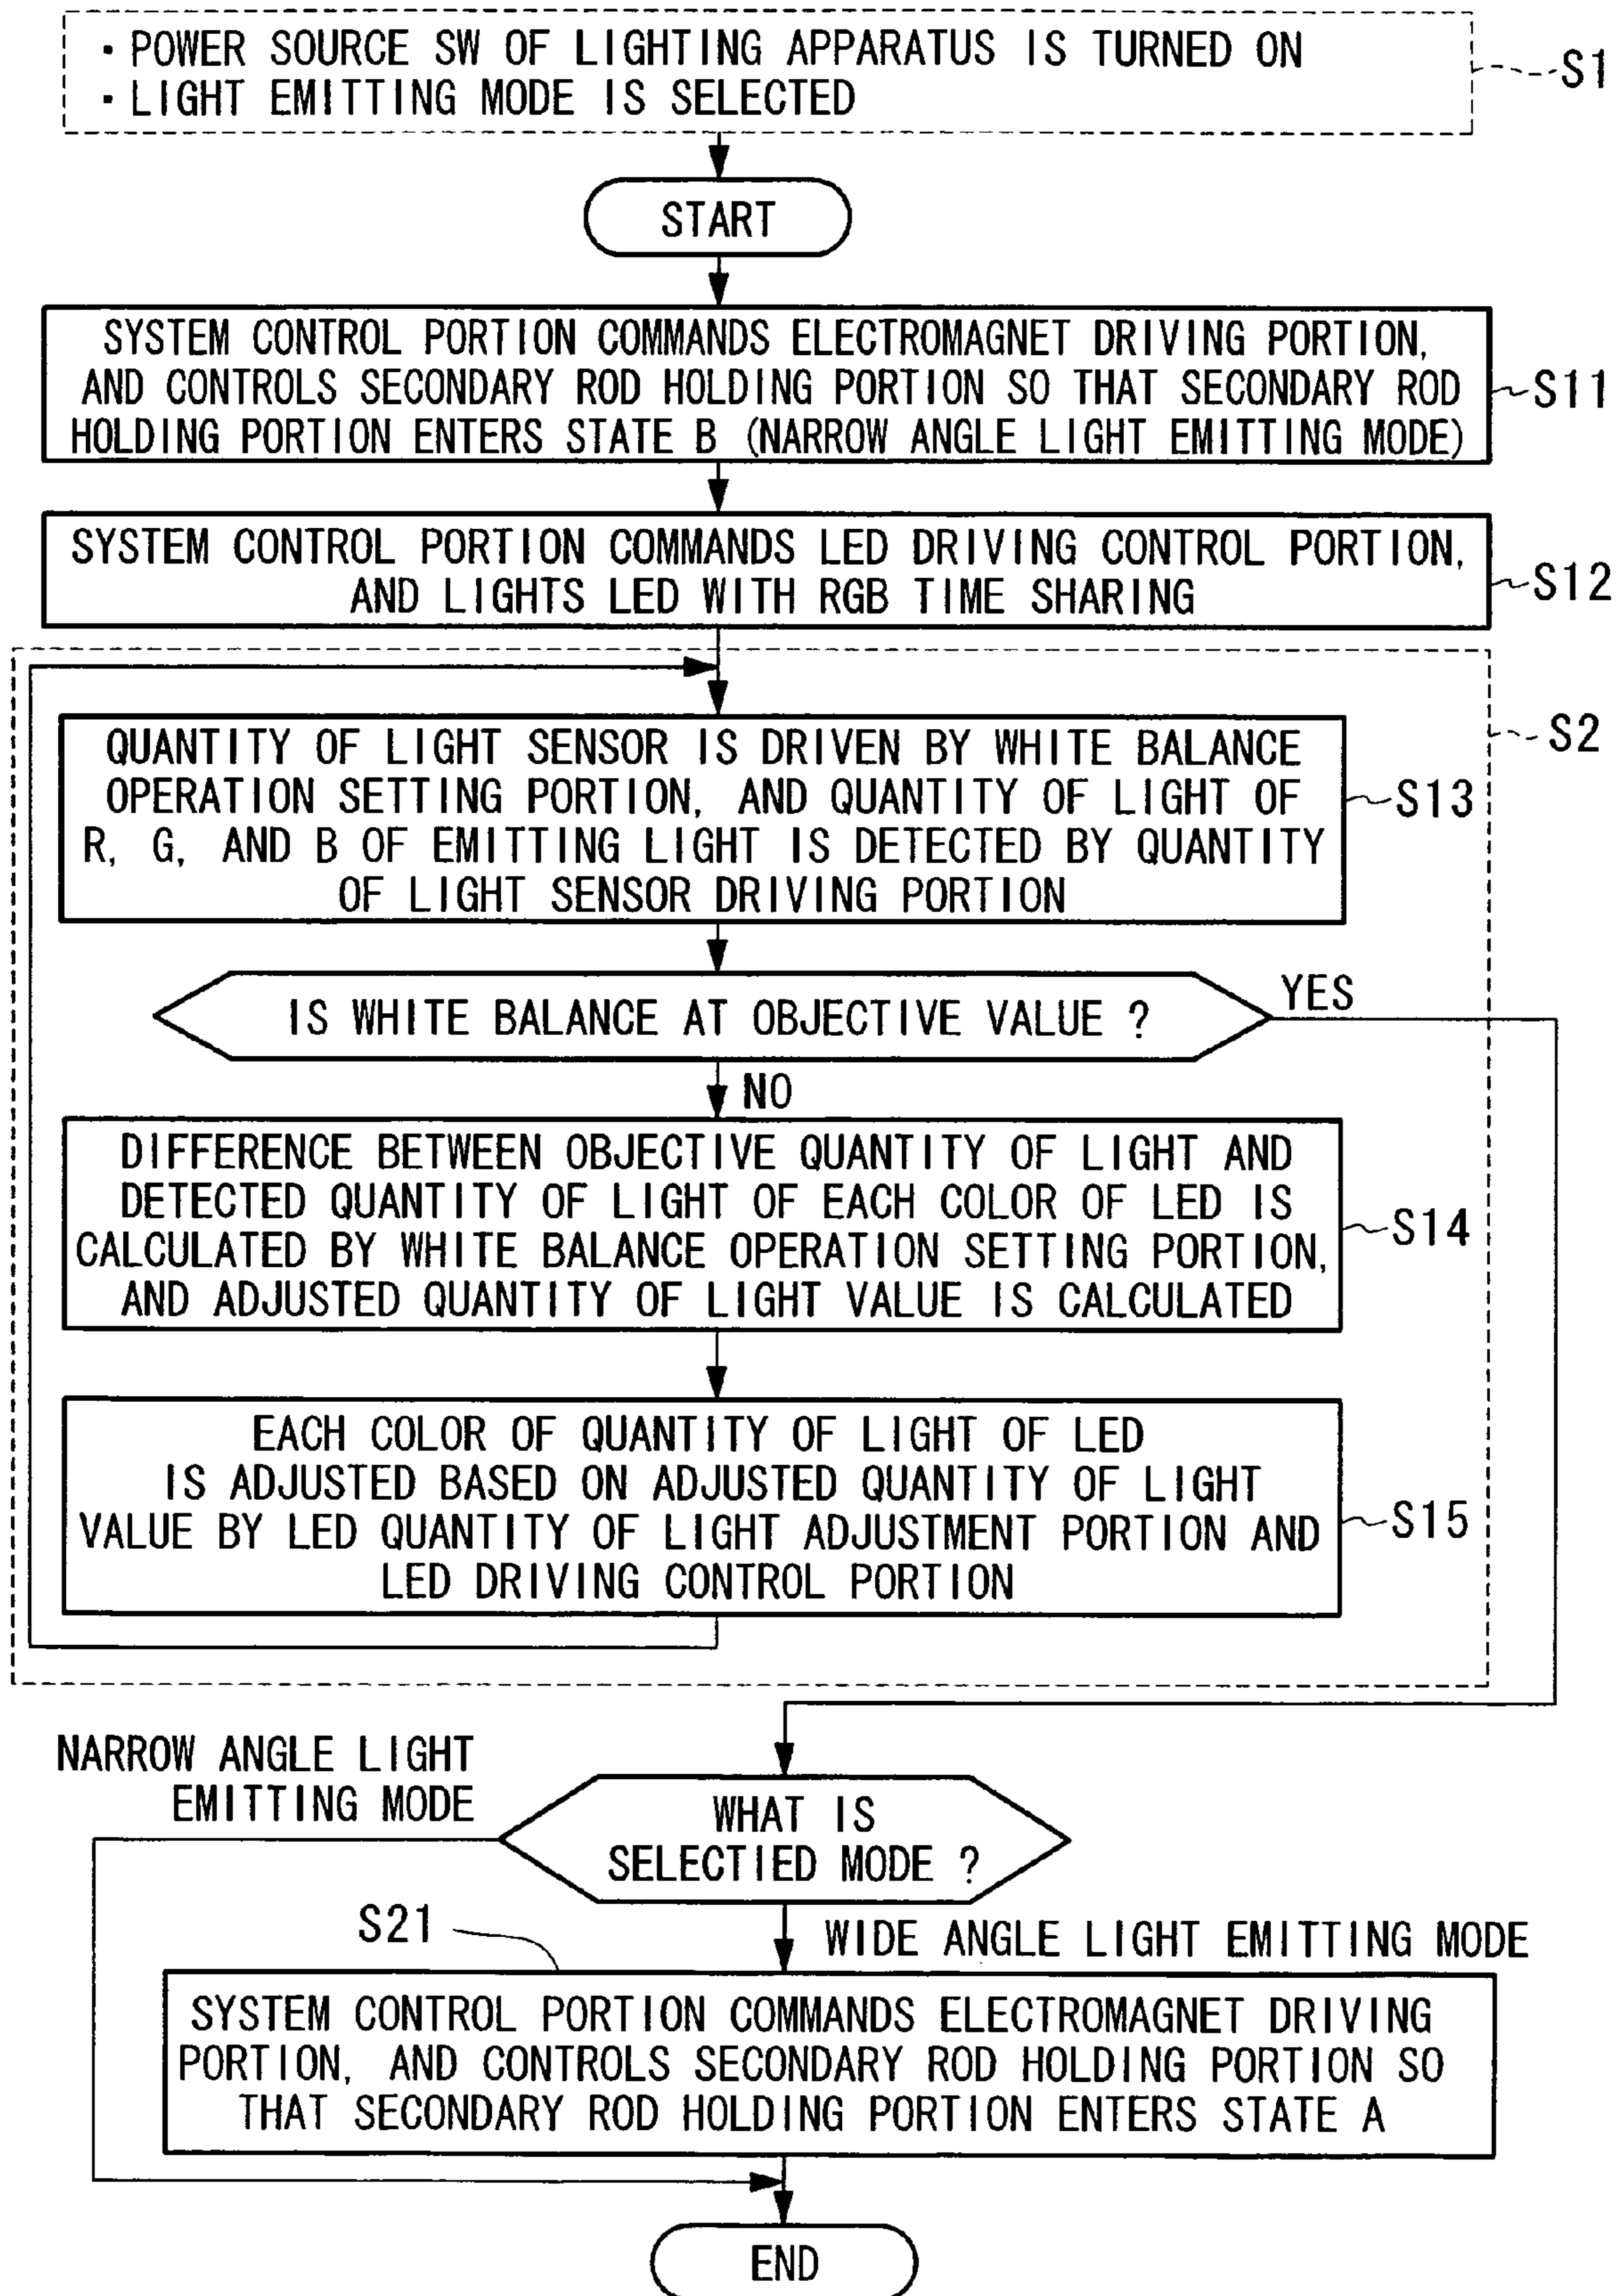 · POWER SOURCE SW OF LIGHTING APPARATUS IS TURNED ON
· LIGHT EMITTING MODE IS SELECTED
S1
START
SYSTEM CONTROL PORTION COMMANDS ELECTROMAGNET DRIVING PORTION,
AND CONTROLS SECONDARY ROD HOLDING PORTION SO THAT SECONDARY ROD
HOLDING PORTION ENTERS STATE B (NARROW ANGLE LIGHT EMITTING MODE)
S11
SYSTEM CONTROL PORTION COMMANDS LED DRIVING CONTROL PORTION,
AND LIGHTS LED WITH RGB TIME SHARING
S12
S2
QUANTITY OF LIGHT SENSOR IS DRIVEN BY WHITE BALANCE
OPERATION SETTING PORTION, AND QUANTITY OF LIGHT OF
R, G, AND B OF EMITTING LIGHT IS DETECTED BY QUANTITY
OF LIGHT SENSOR DRIVING PORTION
S13
IS WHITE BALANCE AT OBJECTIVE VALUE ?
YES
NO
DIFFERENCE BETWEEN OBJECTIVE QUANTITY OF LIGHT AND
DETECTED QUANTITY OF LIGHT OF EACH COLOR OF LED IS
CALCULATED BY WHITE BALANCE OPERATION SETTING PORTION,
AND ADJUSTED QUANTITY OF LIGHT VALUE IS CALCULATED
S14
EACH COLOR OF QUANTITY OF LIGHT OF LED
IS ADJUSTED BASED ON ADJUSTED QUANTITY OF LIGHT
VALUE BY LED QUANTITY OF LIGHT ADJUSTMENT PORTION AND
LED DRIVING CONTROL PORTION
S15
NARROW ANGLE LIGHT
EMITTING MODE
WHAT IS
SELECTIED MODE ?
S21
WIDE ANGLE LIGHT EMITTING MODE
SYSTEM CONTROL PORTION COMMANDS ELECTROMAGNET DRIVING
PORTION, AND CONTROLS SECONDARY ROD HOLDING PORTION SO
THAT SECONDARY ROD HOLDING PORTION ENTERS STATE A
END